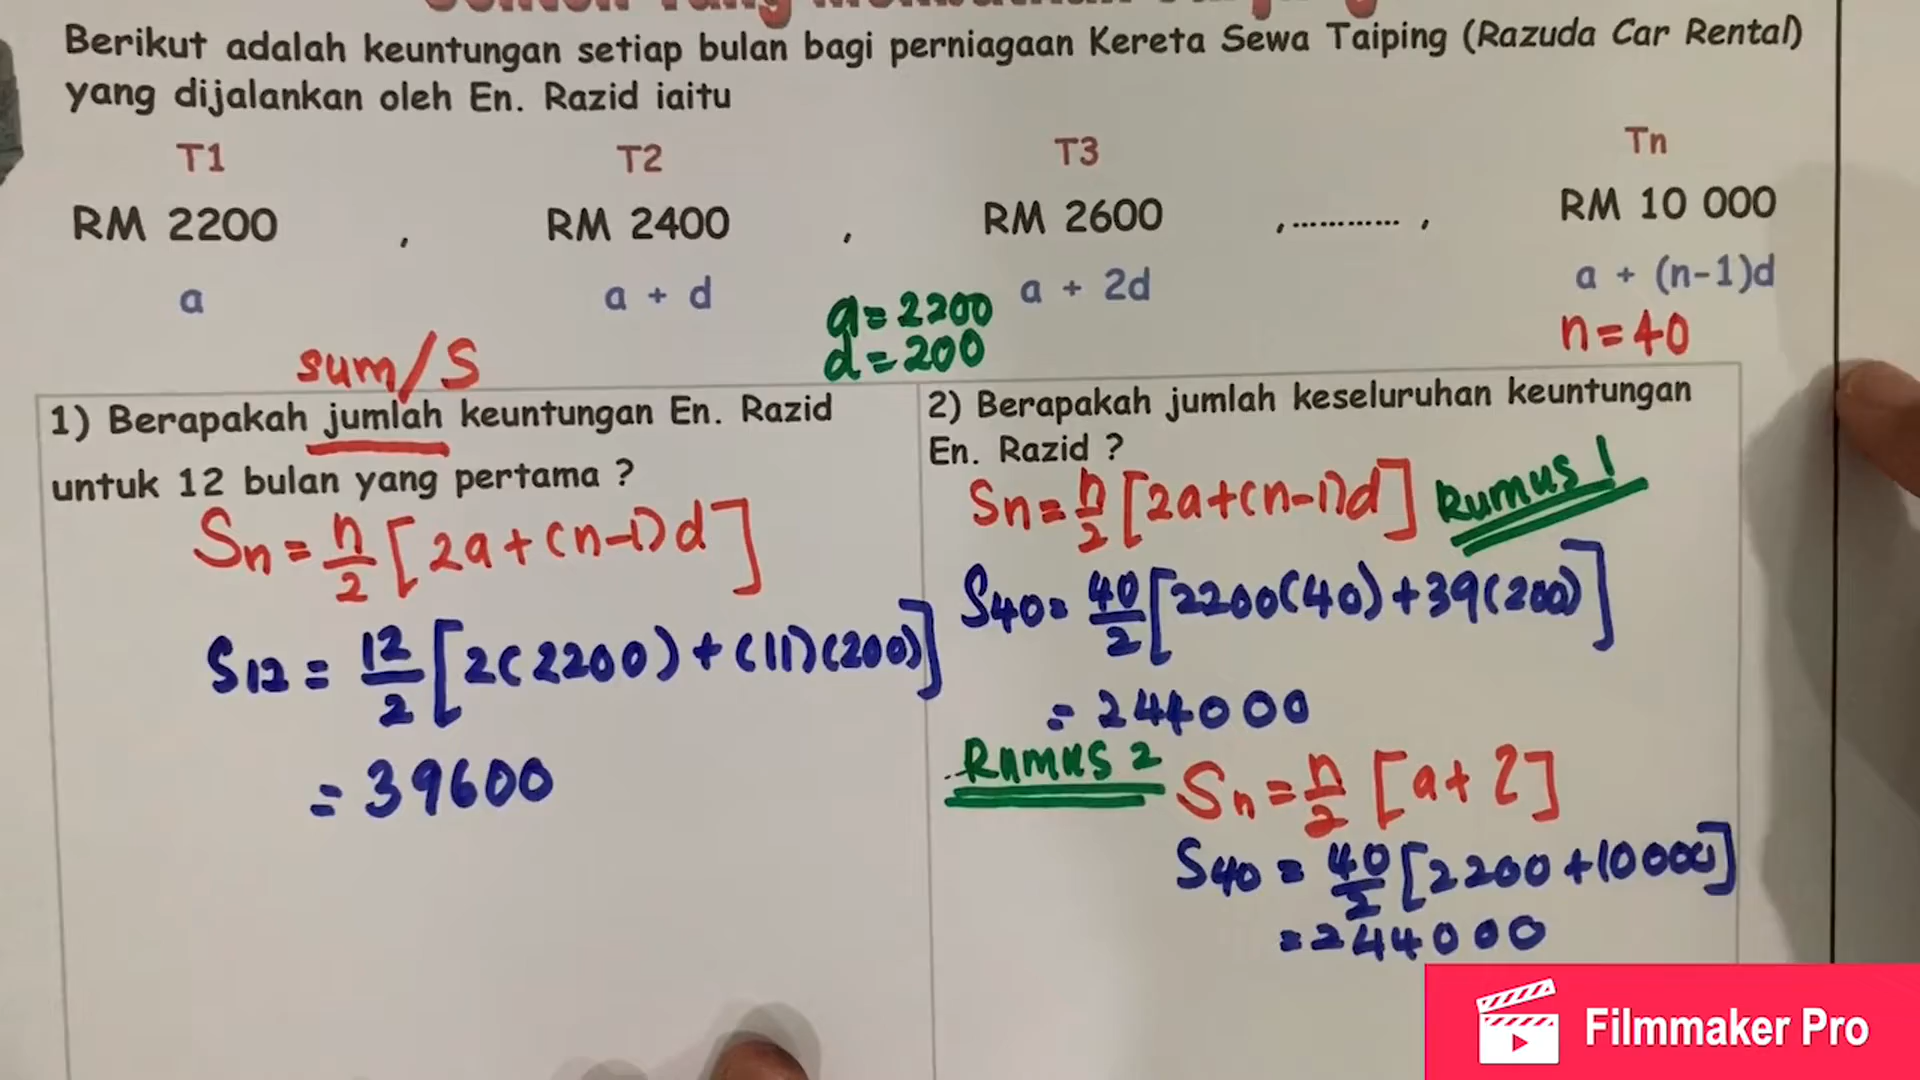 Berikut adalah keuntungan setiap bulan bagi perniagaan Kereta Sewa Taiping (Razuda Car Rental)
yang dijalankan oleh En. Razid iaitu
T1 T2 T3 Tn
RM 2200 , RM 2400 , RM 2600 ,............ , RM 10 000
a a + d a + 2d a + (n-1)d
a = 2200
d = 200
n = 40
sum/S
1) Berapakah jumlah keuntungan En. Razid
untuk 12 bulan yang pertama ?
Sn = n/2 [2a + (n-1)d]
S12 = 12/2 [2(2200) + (11)(200)]
= 39600
2) Berapakah jumlah keseluruhan keuntungan
En. Razid ?
Sn = n/2 [2a + (n-1)d] Rumus 1
S40 = 40/2 [2200(40) + 39(200)]
= 244000
Rumus 2 Sn = n/2 [a + l]
S40 = 40/2 [2200 + 10000]
= 244000
Filmmaker Pro